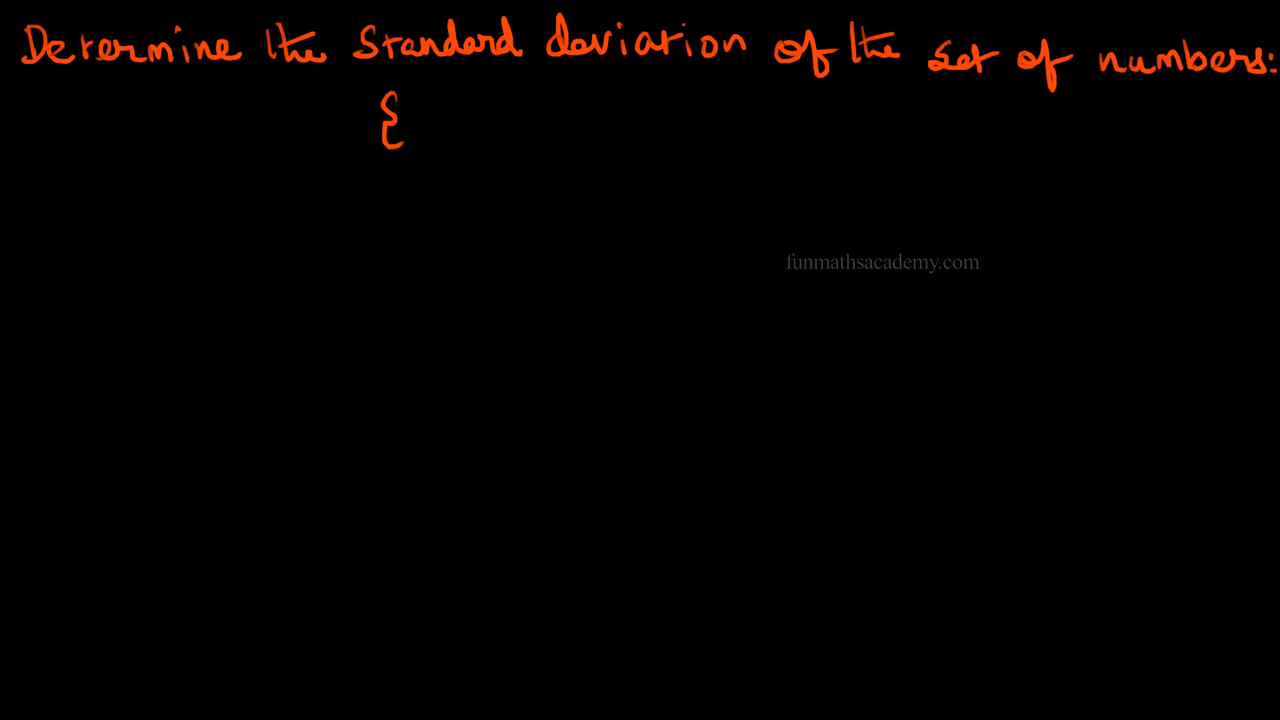 Determine the Standard deviation of the set of numbers:
{
funmathsacademy.com